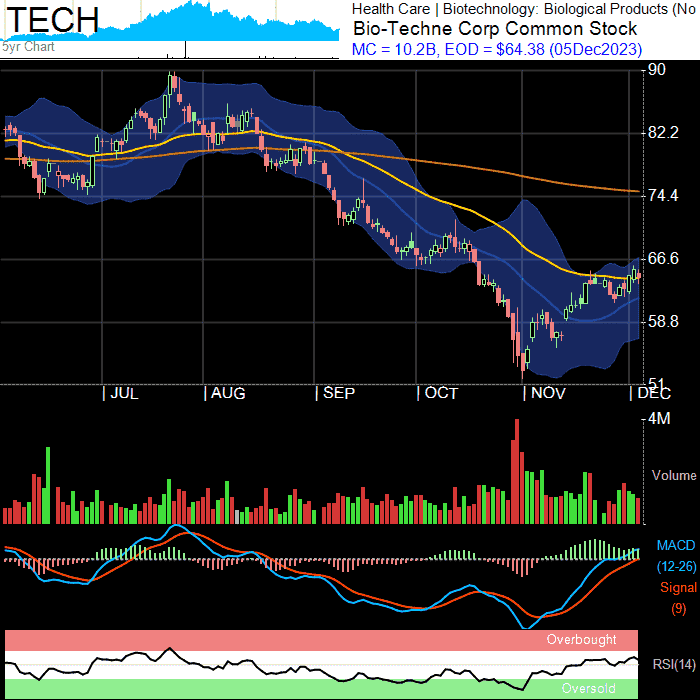 TECH
5yr Chart
Health Care | Biotechnology: Biological Products (No
Bio-Techne Corp Common Stock
MC = 10.2B, EOD = $64.38 (05Dec2023)
90
82.2
74.4
66.6
58.8
51
JUL
AUG
SEP
OCT
NOV
DEC
4M
Volume
MACD
(12-26)
Signal
(9)
Overbought
RSI(14)
Oversold